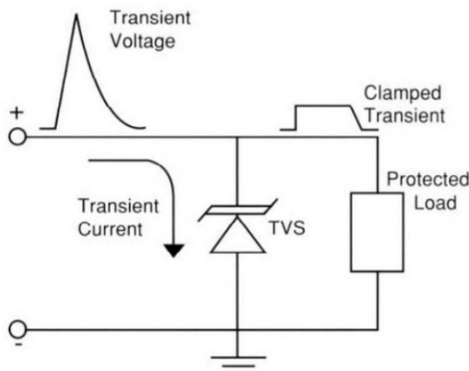 Transient
Voltage
Clamped
Transient
+
Protected
Load
Transient
Current
TVS
-